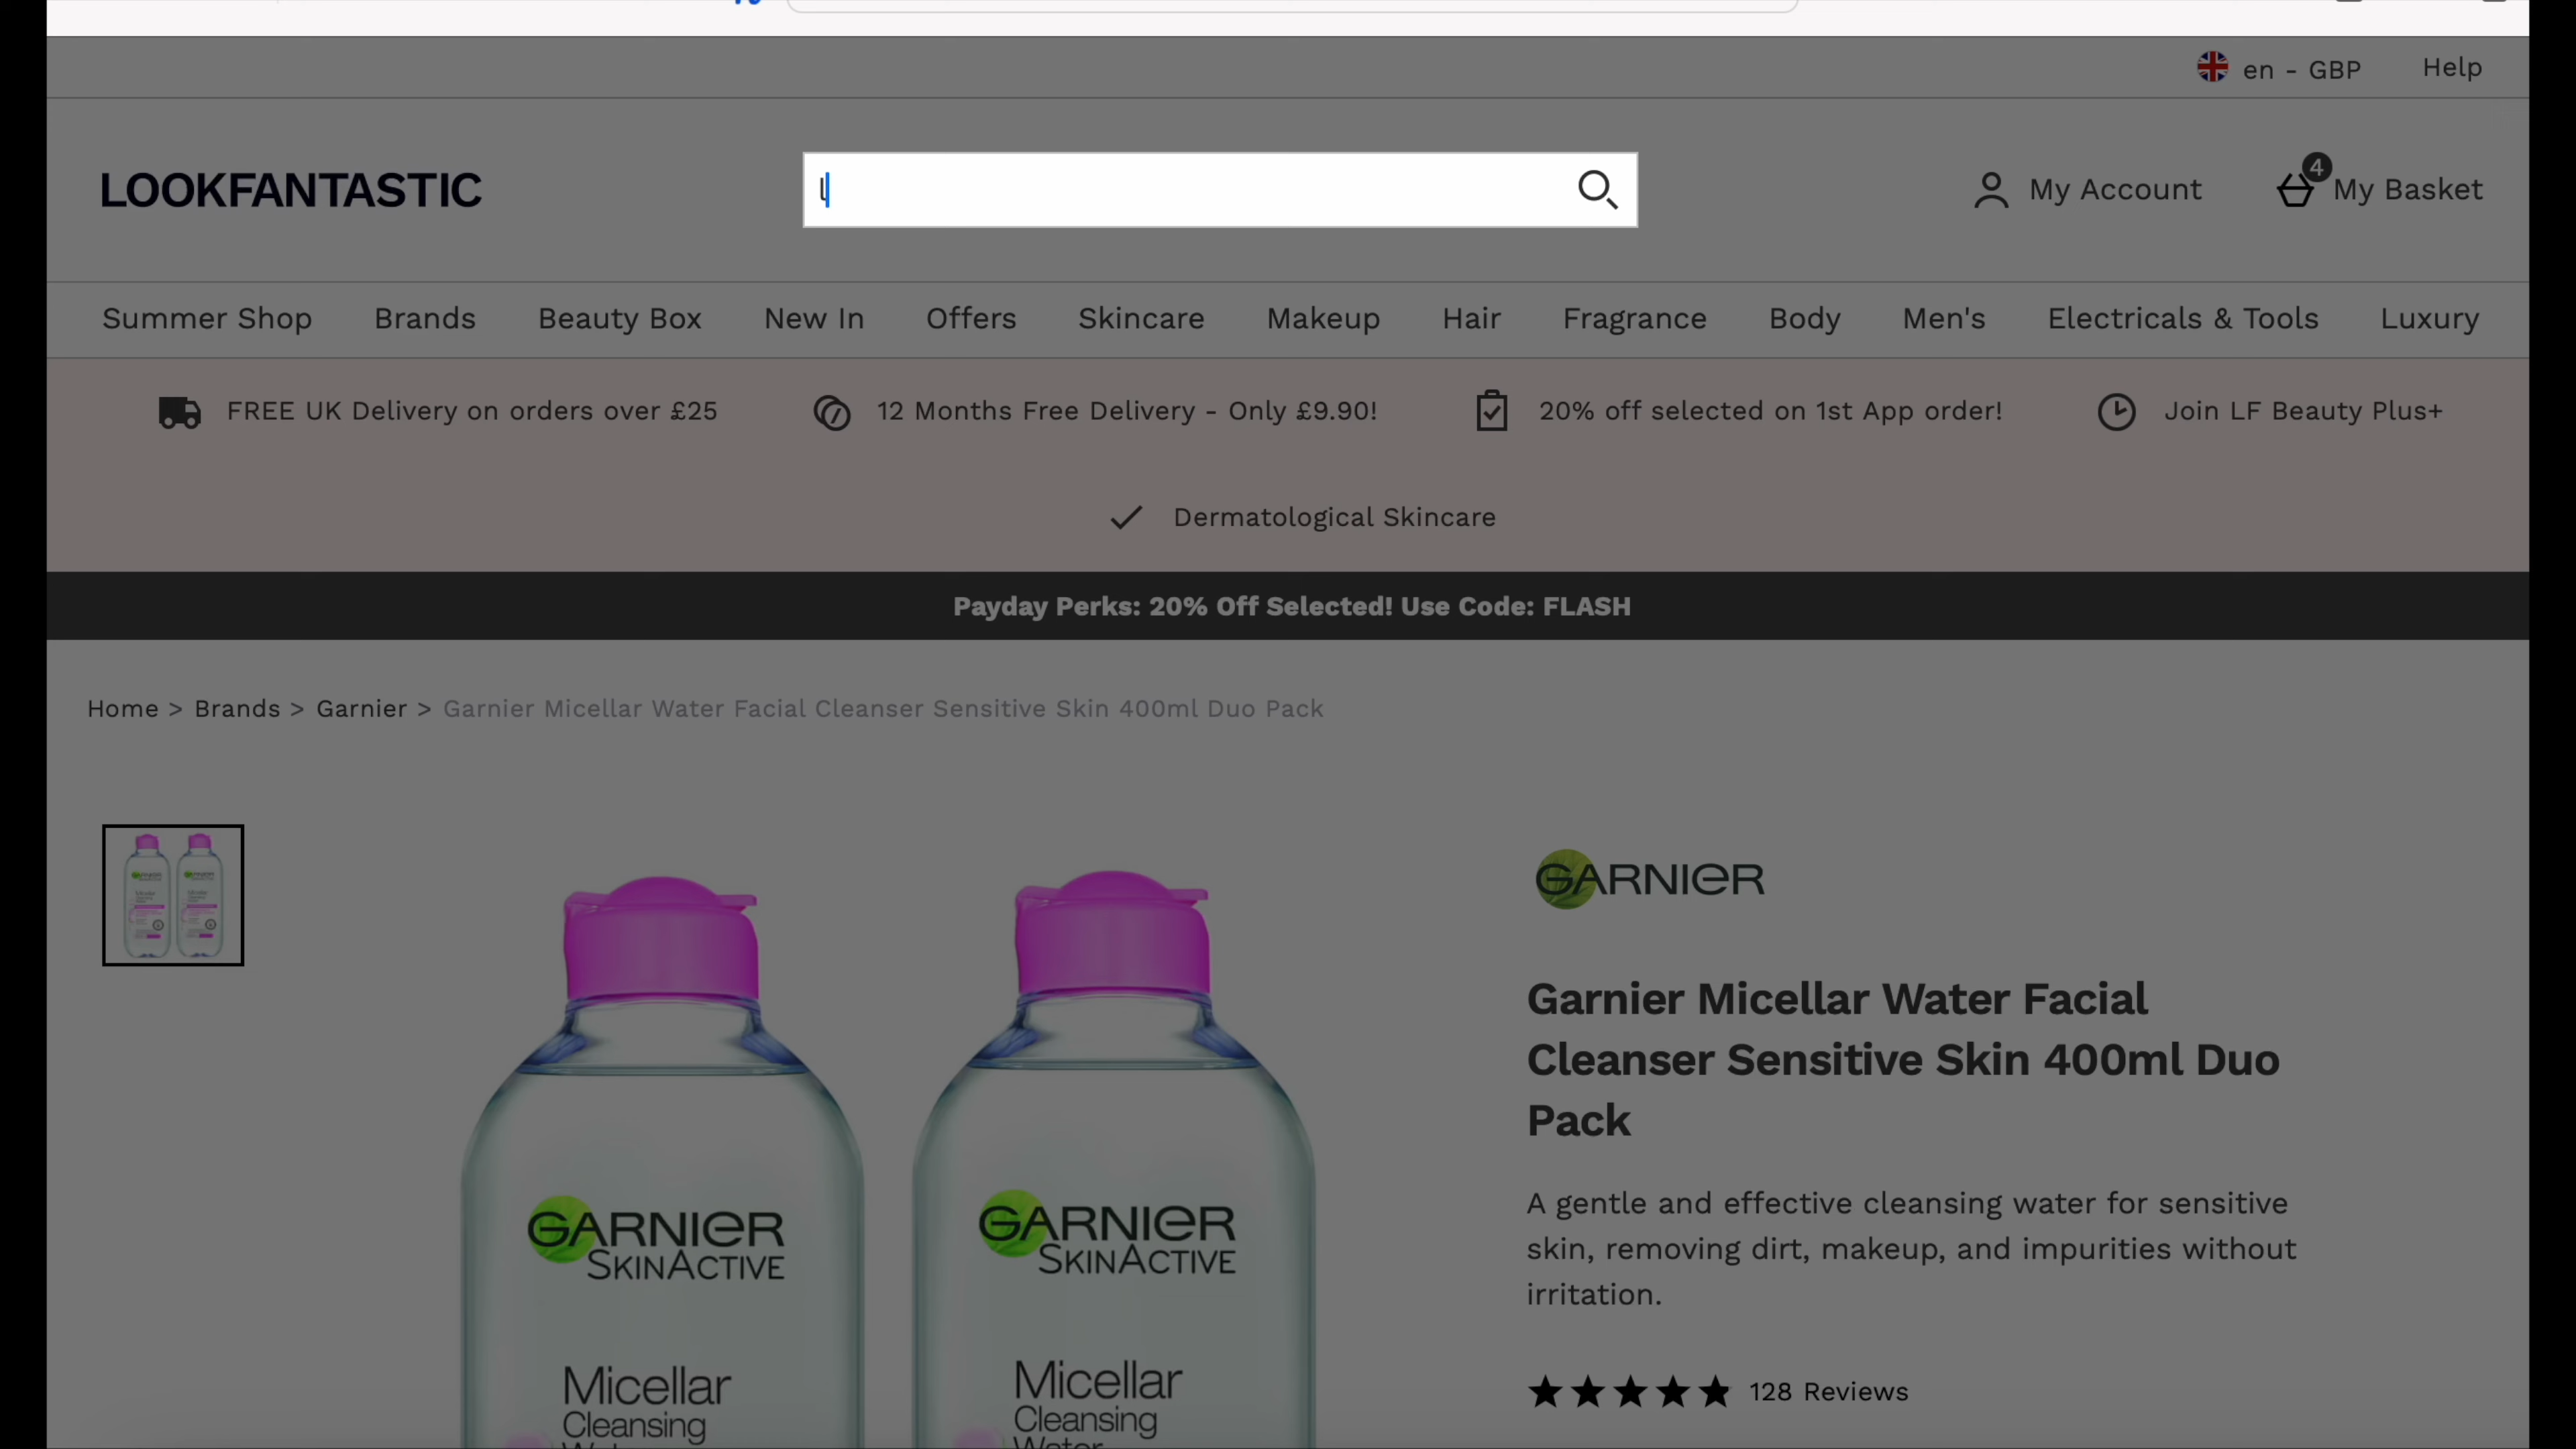 en - GBP
Help
LOOKFANTASTIC
l
My Account
4
My Basket
Summer Shop
Brands
Beauty Box
New In
Offers
Skincare
Makeup
Hair
Fragrance
Body
Men's
Electricals & Tools
Luxury
FREE UK Delivery on orders over £25
12 Months Free Delivery - Only £9.90!
20% off selected on 1st App order!
Join LF Beauty Plus+
Dermatological Skincare
Payday Perks: 20% Off Selected! Use Code: FLASH
Home > Brands > Garnier > Garnier Micellar Water Facial Cleanser Sensitive Skin 400ml Duo Pack
GARNIER
SKINACTIVE
Micellar
Cleansing
GARNIER
SKINACTIVE
Micellar
Cleansing
Water
GARNIER
Garnier Micellar Water Facial
Cleanser Sensitive Skin 400ml Duo
Pack
A gentle and effective cleansing water for sensitive
skin, removing dirt, makeup, and impurities without
irritation.
128 Reviews